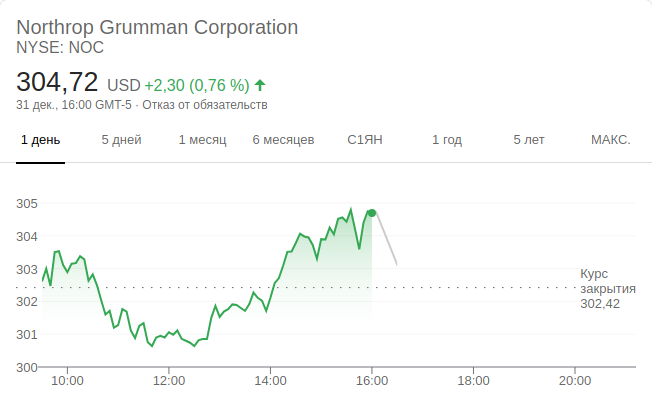 Northrop Grumman Corporation
NYSE: NOC
304,72 USD +2,30 (0,76 %)
31 дек., 16:00 GMT-5 · Отказ от обязательств
1 день 5 дней 1 месяц 6 месяцев С1ЯН 1 год 5 лет МАКС.
305
304
303
302
301
300
Курс
закрытия
302,42
10:00 12:00 14:00 16:00 18:00 20:00